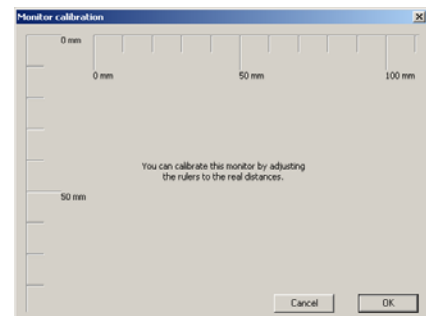 Monitor calibration
0 mm
0 mm 50 mm 100 mm
You can calibrate this monitor by adjusting
the rulers to the real distances.
50 mm
Cancel OK